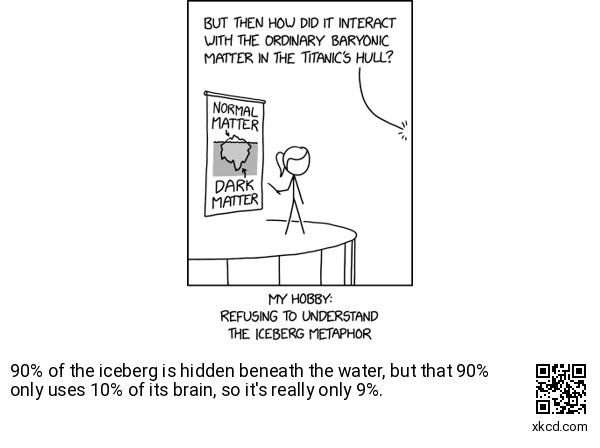 BUT THEN HOW DID IT INTERACT
WITH THE ORDINARY BARYONIC
MATTER IN THE TITANIC'S HULL?
NORMAL
MATTER
DARK
MATTER
MY HOBBY:
REFUSING TO UNDERSTAND
THE ICEBERG METAPHOR
90% of the iceberg is hidden beneath the water, but that 90%
only uses 10% of its brain, so it's really only 9%.
xkcd.com